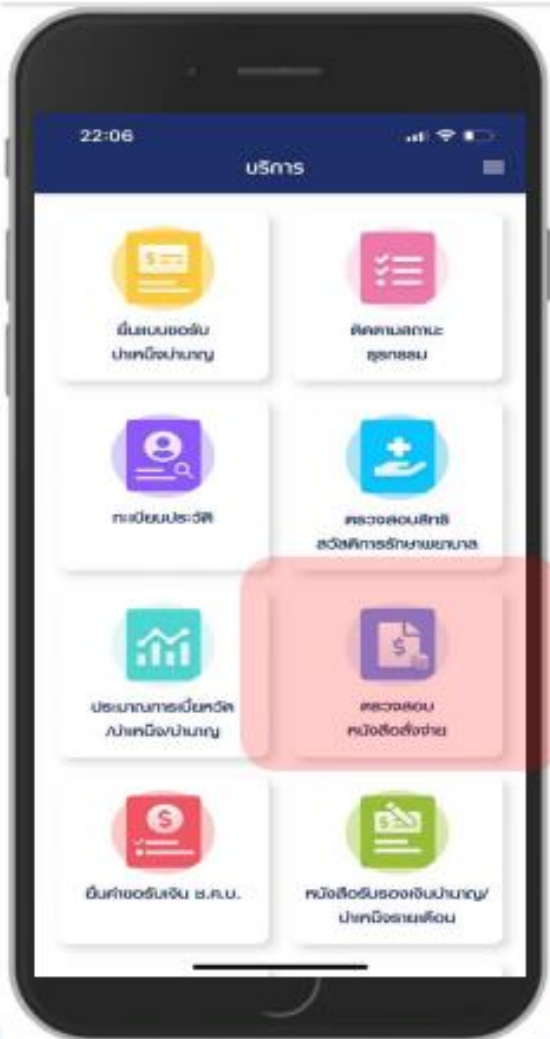 22:06
บริการ
ยื่นแบบขอรับ
บำเหน็จบำนาญ
ติดตามสถานะ
ธุรกรรม
ทะเบียนประวัติ
ตรวจสอบสิทธิ
สวัสดิการรักษาพยาบาล
ประมาณการเบี้ยหวัด
/บำเหน็จ/บำนาญ
ตรวจสอบ
หนังสือสั่งจ่าย
ยื่นคำขอรับเงิน ช.ค.บ.
หนังสือรับรองเงินบำนาญ/
บำเหน็จรายเดือน